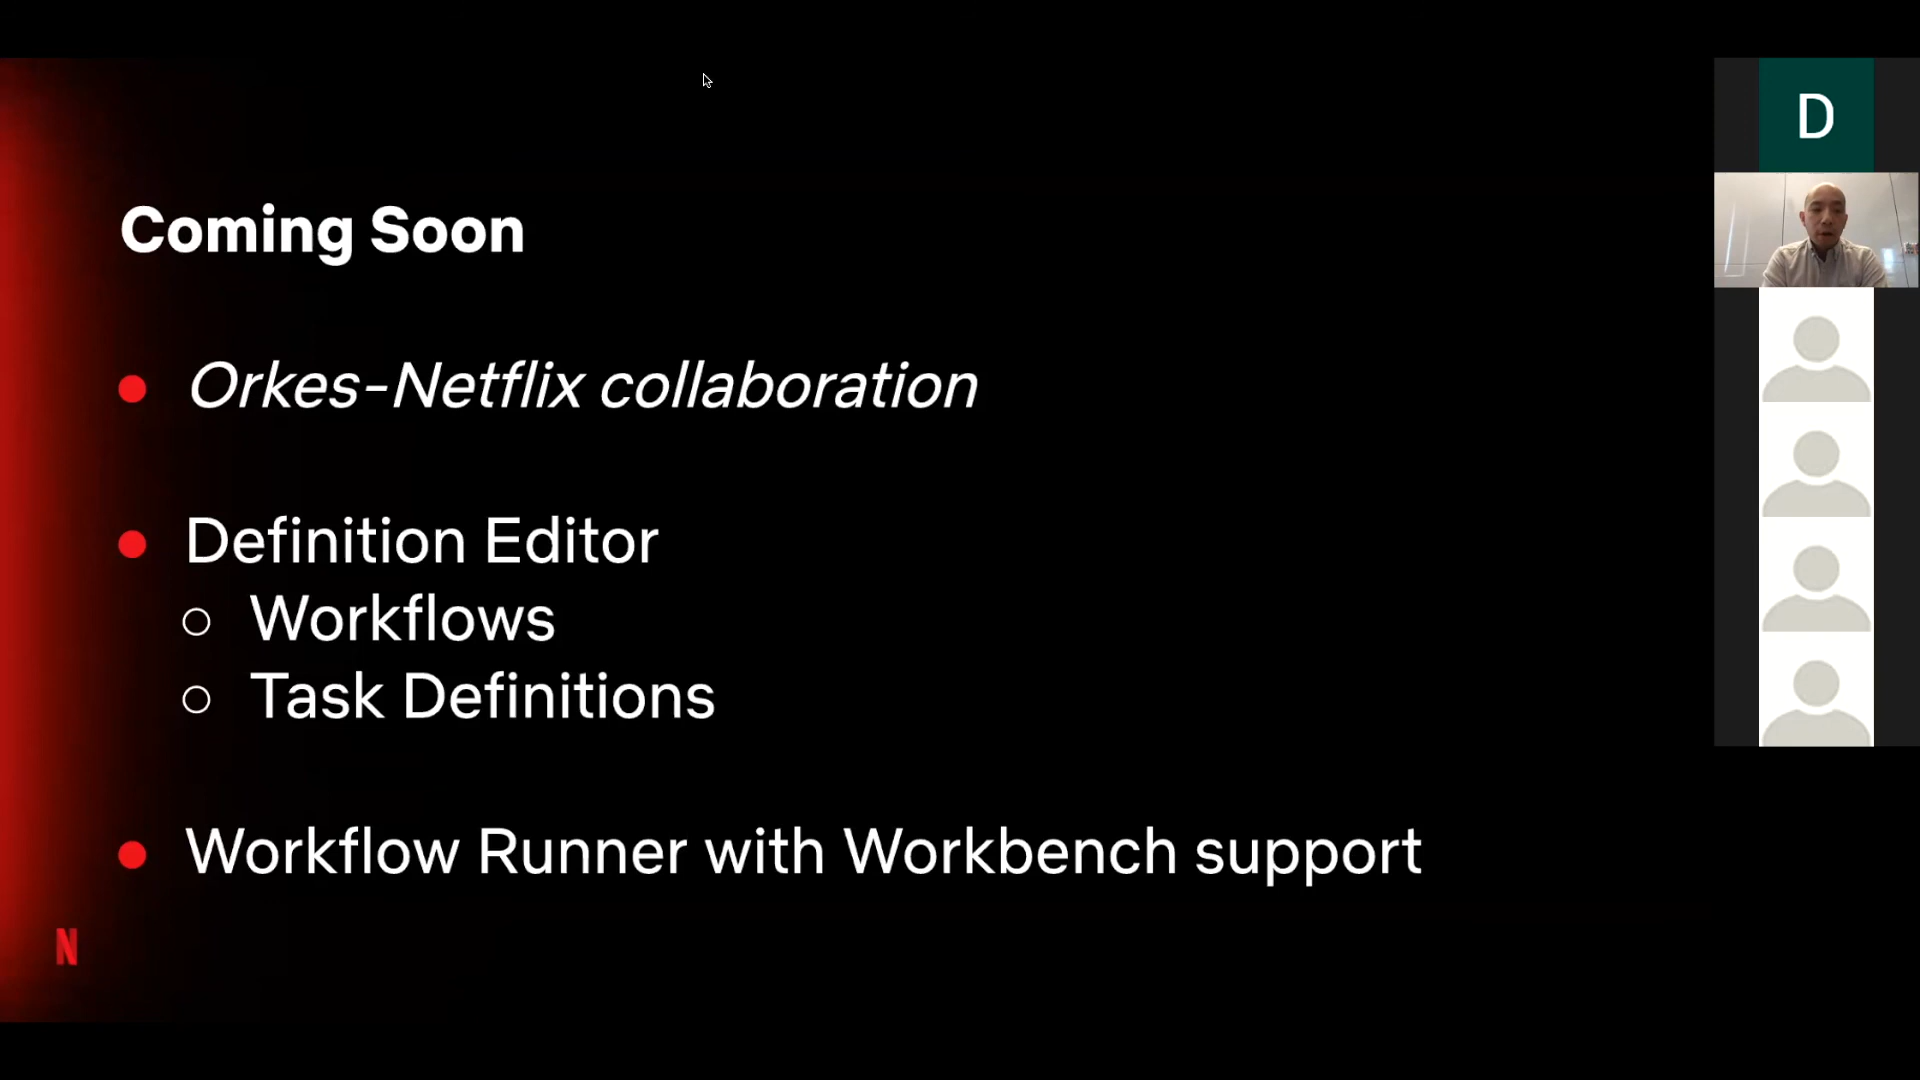 D
Coming Soon
● Orkes-Netflix collaboration
● Definition Editor
○ Workflows
○ Task Definitions
● Workflow Runner with Workbench support
N